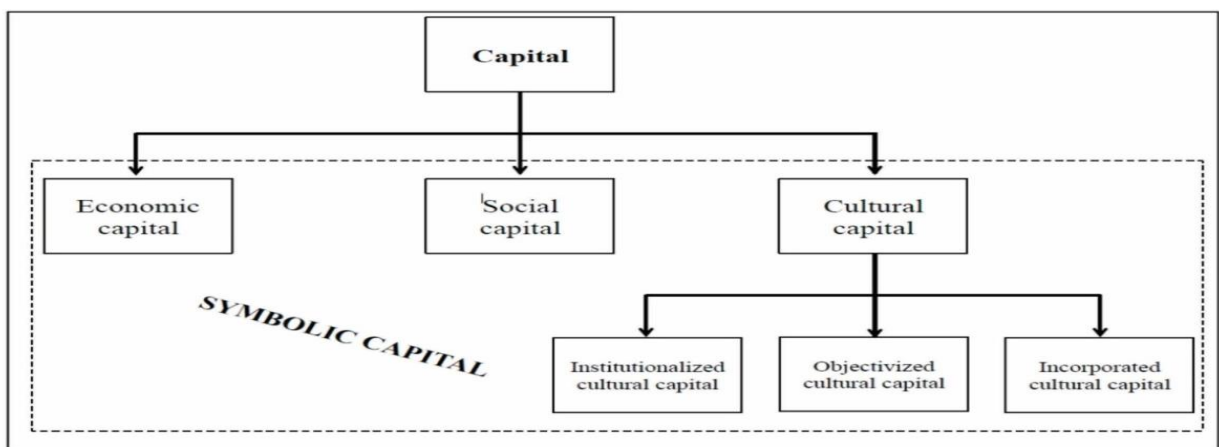 Capital
Economic
capital
Social
capital
Cultural
capital
SYMBOLIC CAPITAL
Institutionalized
cultural capital
Objectivized
cultural capital
Incorporated
cultural capital